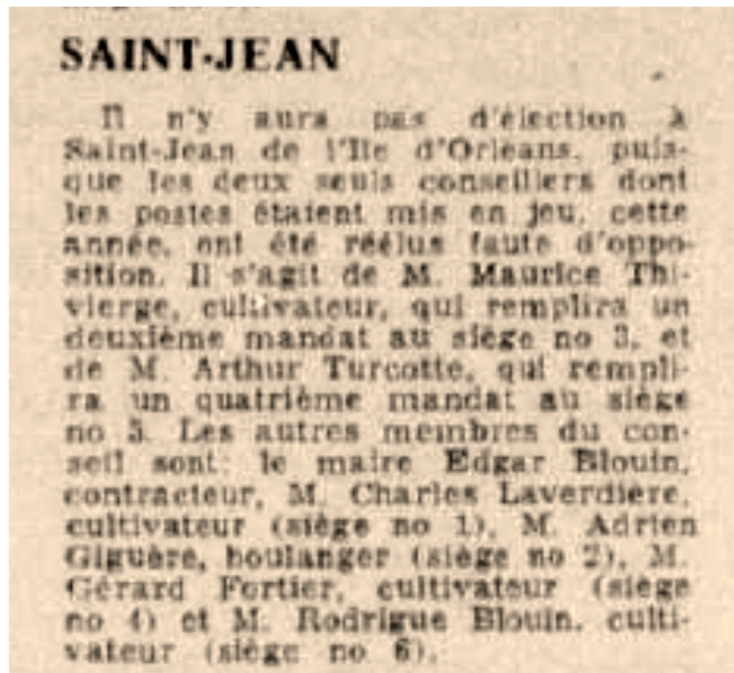 SAINT-JEAN
Il n'y aura pas d'élection à
Saint-Jean de l'Ile d'Orléans, puis-
que les deux seuls conseillers dont
les postes étaient mis en jeu, cette
année, ont été réélus faute d'oppo-
sition. Il s'agit de M. Maurice Thi-
vierge, cultivateur, qui remplira un
deuxième mandat au siège no 3, et
de M. Arthur Turcotte, qui rempli-
ra un quatrième mandat au siège
no 5. Les autres membres du con-
seil sont: le maire Edgar Blouin,
contracteur, M. Charles Laverdière,
cultivateur (siège no 1), M. Adrien
Giguère, boulanger (siège no 2), M.
Gérard Fortier, cultivateur (siège
no 4) et M. Rodrigue Blouin, culti-
vateur (siège no 6).